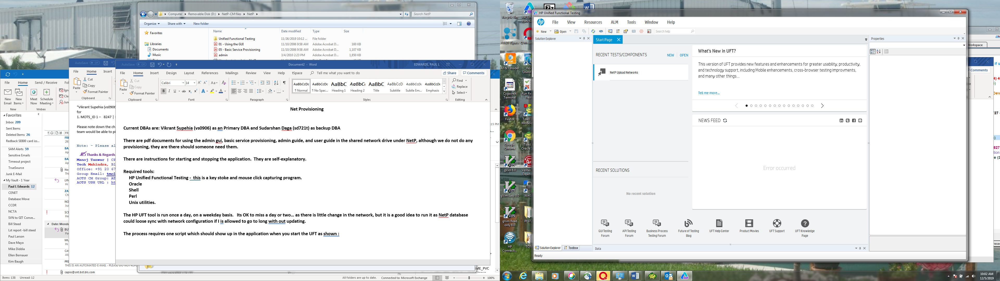 Computer ▸ Removable Disk (D:) ▸ NetP-CM files ▸ NetP ▸
Search NetP
Organize
Share with
New folder
Favorites
Libraries
Documents
Music
Name
Date modified
Type
Size
Unified Functional Testing
11/26/2019 10:12 ...
File folder
01 - Using the GUI
11/10/2006 9:58 AM
Adobe Acrobat D...
160 KB
05 - Basic Service Provisioning
11/10/2006 9:58 AM
Adobe Acrobat D...
1,107 KB
admin
3/4/2010 2:23 PM
Adobe Acrobat D...
1,850 KB
File
Home
Send / Receive
Fol
New Email
New Items
Meet Now
Schedule Meeting
New
Webex
Favorites
Inbox 209
Sent Items
Deleted Items 26
Redback SE800 card iss...
SAM Alerts 59
Sensitive Emails
Timeout project
TrueSource
Junk E-Mail
My Vault - 1 Year
Paul L Edwards 12
CENET
Database Move
CCDR
NCTA
SVN to GIT Conve...
Bill Steed
Lst report -bill steed
Paul Larson
Dave Mayo
Mike Diddia
Ellen Bernauer
Kim Baugh
Date: Monda
THIS IS AN AUTOMATED E-MAIL - PLEASE DO NOT REPL
capio@snt.bst.bls.com
Items: 138
Unread: 12
All folders are up to date.
Connected to: Microsoft Exchange
100%
AutoSave Off
File
Home
Insert
Paste
Cut
Copy
Format Painter
Clipboard
"Vikrant Supehia (vs0906
for
1. MOTS_ID 1 – 8247 |
Please note down the cha
team would be able to pi
Note: - Please al
Thanks & Regards
Manoj Tanwar | CE
Tech Mahindra, Bl
Office: +91 20 67
Group Email: tmcl
AOTS CM Group: AT
AOTS USH URL : ht
AutoSave Off
Document2 - Word
EDWARDS, PAUL L
File
Home
Insert
Design
Layout
References
Mailings
Review
View
Help
tSpace
Tell me what you want to do
Share
Comments
Paste
Cut
Copy
Format Painter
Calibri
14
AaBbCcDc
¶ Normal
AaBbCcDc
¶ No Spac...
AaBbC
Heading 1
AaBbC
Heading 2
AaBbC
Title
AaBbCcD
Subtitle
AaBbCcDc
Subtle Em...
AaBbCcDc
Emphasis
Find
Replace
Select
Clipboard
Font
Paragraph
Styles
Editing
Net Provisioning
Current DBAs are: Vikrant Supehia (vs0906) as an Primary DBA and Sudarshan Daga (sd721t) as backup DBA
There are pdf documents for using the admin gui, basic service provisioning, admin guide, and user guide in the shared network drive under NetP, although we do not do any
provisioning, they are there should someone need them.
There are instructions for starting and stopping the application. They are self-explanatory.
Required tools:
HP Unified Functional Testing - this is a key stoke and mouse click capturing program.
Oracle
Shell
Perl
Unix utilities.
The HP UFT tool is run once a day, on a weekday basis. Its OK to miss a day or two... as there is little change in the network, but it is a good idea to run it as NetP database
could loose sync with network configuration if I is allowed to go to long with out updating.
The process requires one script which should show up in the application when you start the UFT as shown :
Recycle Bin
AT&T tSpace
AT&T Insider
Cygwin64 Terminal
Firefox
Google Chrome
gVim 8.0
gVim Easy 8.0
gVim Read only 8.0
HP Connecti...
HP Unified Functional Testing
File
View
Resources
ALM
Tools
Window
Help
New
Open
Search help
Solution Explorer
Start Page
RECENT TESTS/COMPONENTS
NEW
OPEN
NetP Upload Networks
RECENT SOLUTIONS
No recent solution
What's New in UFT?
This version of UFT provides new features and enhancements for greater usability, productivity,
and technology support, including Mobile enhancements, cross-browser testing improvments,
and many other things...
Tell me more...
NEWS FEED
Error occurred
GUI Testing Forum
API Testing Forum
Business Process Testing Forum
Future of Testing Blog
UFT Help Center
Product Movies
UFT Support
UFT Knowledge Page
Solution Explorer
Toolbox
Data
Properties
Ready
Workspace
Comments
10:02 AM
12/5/2019